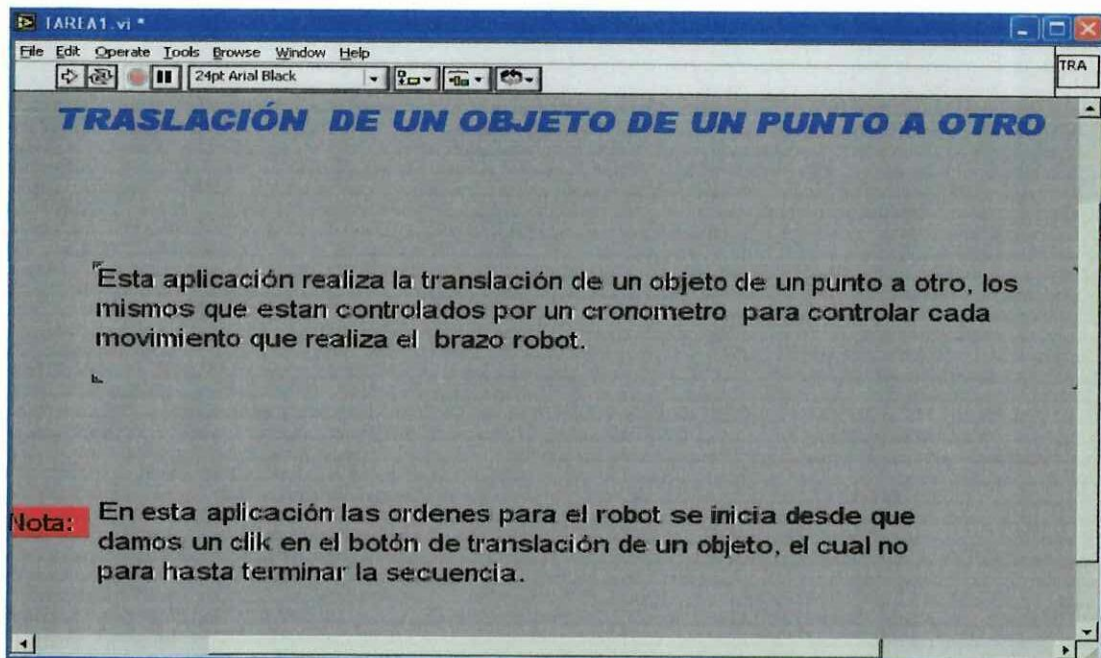 TAREA1.vi *
File Edit Operate Tools Browse Window Help
24pt Arial Black
TRA
TRASLACIÓN DE UN OBJETO DE UN PUNTO A OTRO
Esta aplicación realiza la translación de un objeto de un punto a otro, los
mismos que estan controlados por un cronometro para controlar cada
movimiento que realiza el brazo robot.
Nota:
En esta aplicación las ordenes para el robot se inicia desde que
damos un clik en el botón de translación de un objeto, el cual no
para hasta terminar la secuencia.